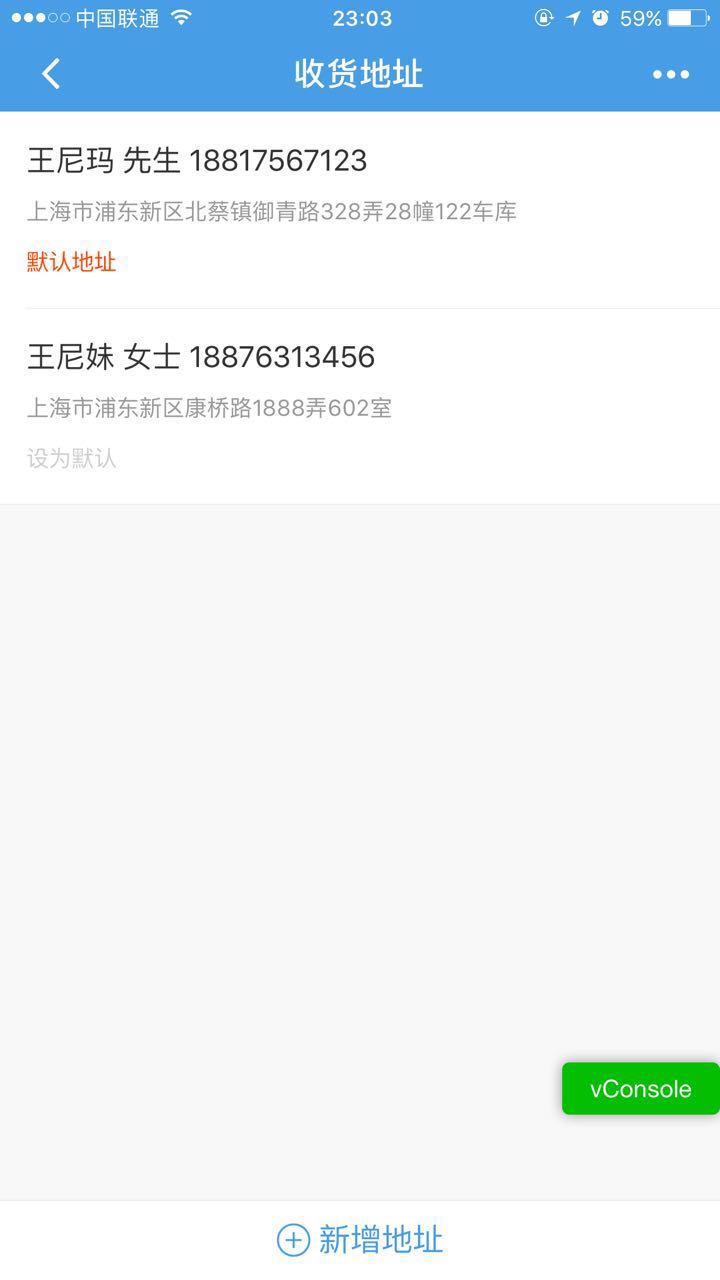 中国联通 23:03 59%
收货地址
王尼玛 先生 18817567123
上海市浦东新区北蔡镇御青路328弄28幢122车库
默认地址
王尼妹 女士 18876313456
上海市浦东新区康桥路1888弄602室
设为默认
vConsole
新增地址